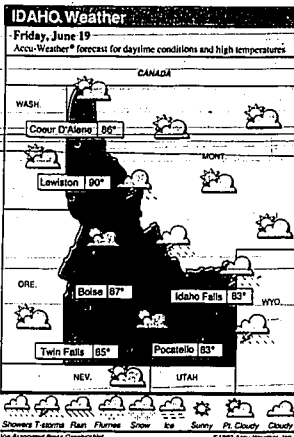 IDAHO Weather
Friday, June 19
Accu-Weather® forecast for daytime conditions and high temperatures
CANADA
WASH.
Coeur D'Alene 86°
MONT.
Lewiston 90°
ORE.
Boise 87°
Idaho Falls 83°
WYO.
Twin Falls 85°
Pocatello 83°
NEV.
UTAH
Showers T-storms Rain Flurries Snow Ice Sunny Pt. Cloudy Cloudy